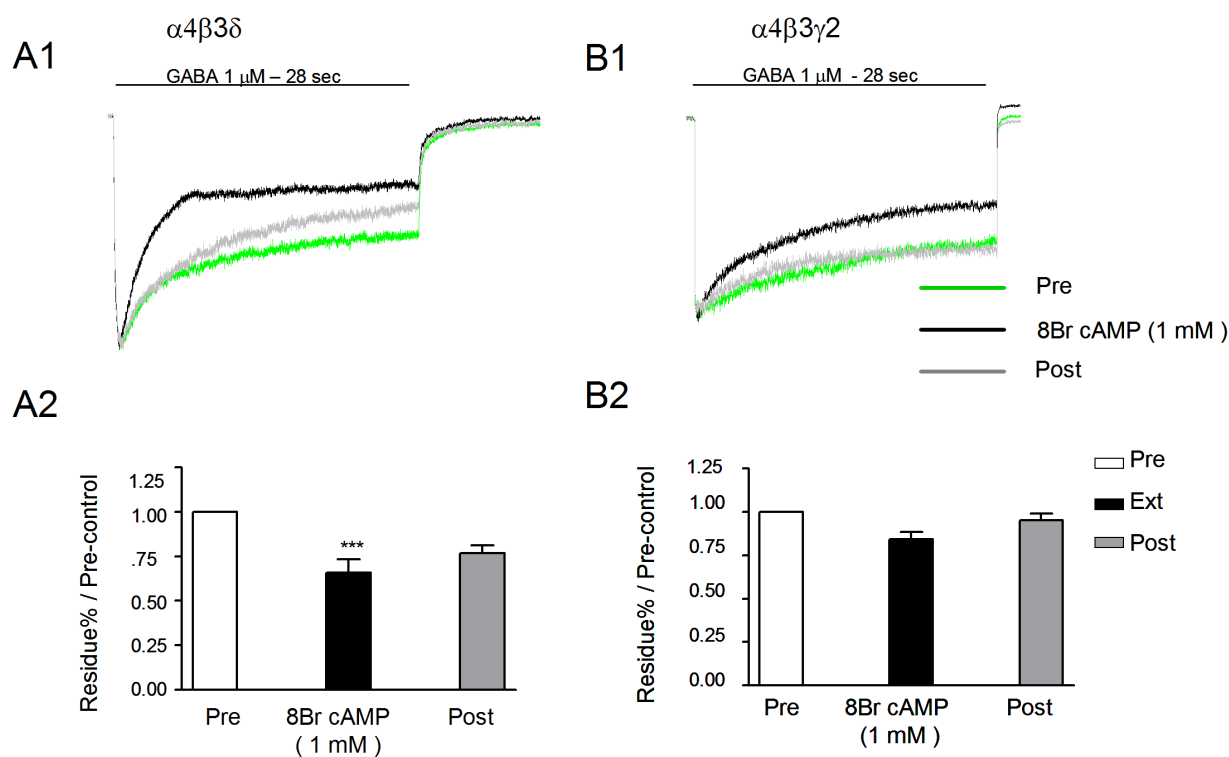 α4β3δ
α4β3γ2
A1
B1
GABA 1 μM – 28 sec
GABA 1 μM - 28 sec
Pre
8Br cAMP (1 mM )
Post
A2
B2
Residue% / Pre-control
1.25
1.00
.75
0.50
0.25
0.00
***
Pre
8Br cAMP
( 1 mM )
Post
Residue% / Pre-control
1.25
1.00
0.75
0.50
0.25
0.00
Pre
8Br cAMP
(1 mM )
Post
Pre
Ext
Post